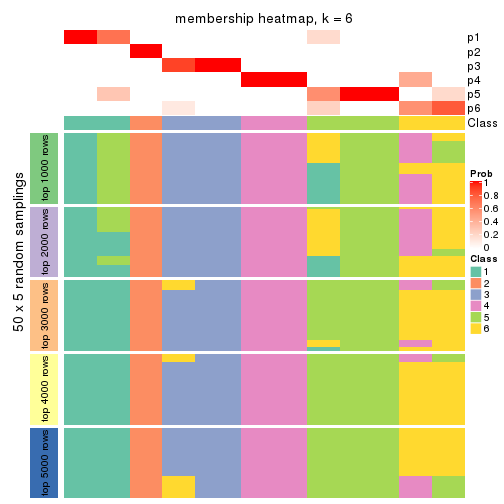 membership heatmap, k = 6
p1
p2
p3
p4
p5
p6
Class
50 x 5 random samplings
top 1000 rows
top 2000 rows
top 3000 rows
top 4000 rows
top 5000 rows
Prob
1
0.8
0.6
0.4
0.2
0
Class
1
2
3
4
5
6